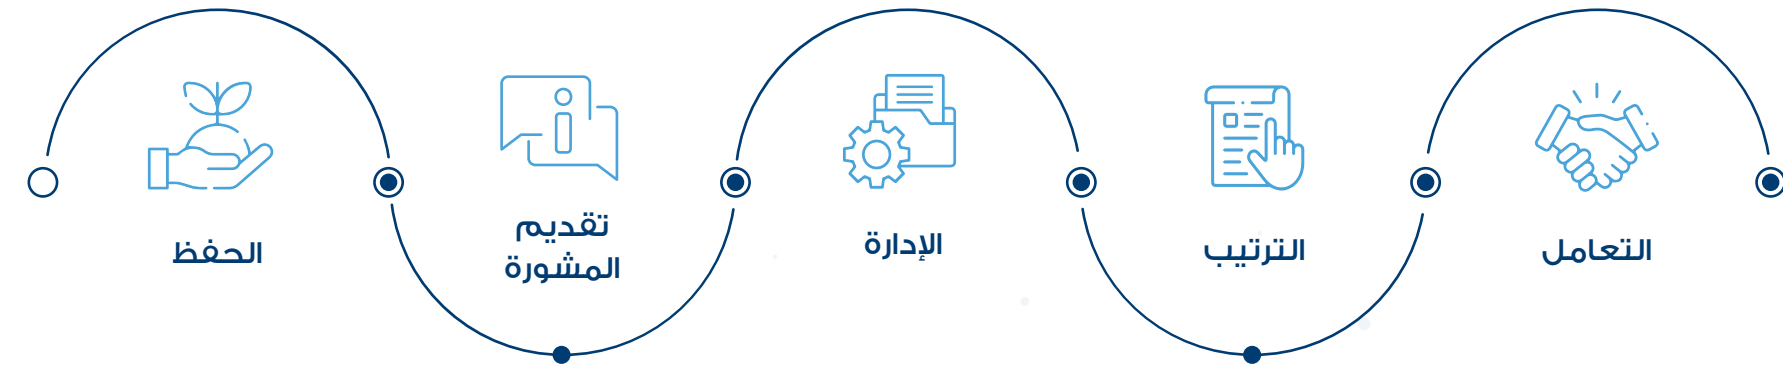 التعامل
الترتيب
الإدارة
تقديم
المشورة
الحفظ